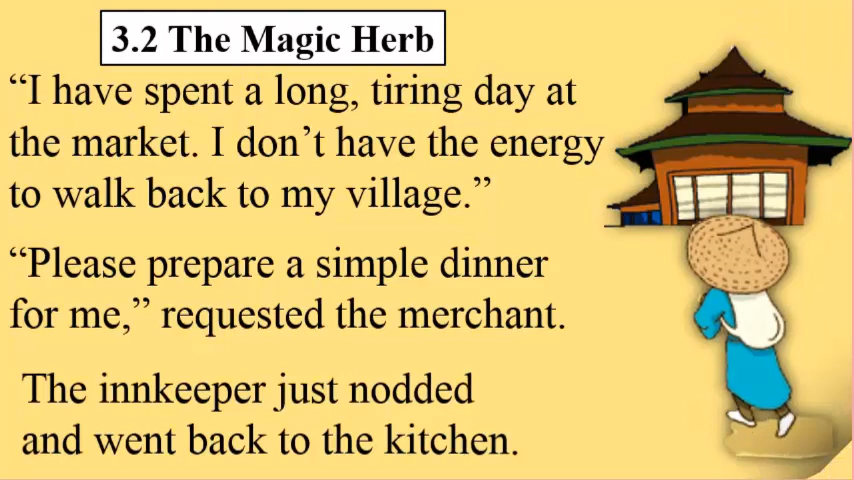 3.2 The Magic Herb
“I have spent a long, tiring day at
the market. I don’t have the energy
to walk back to my village.”
“Please prepare a simple dinner
for me,” requested the merchant.
The innkeeper just nodded
and went back to the kitchen.